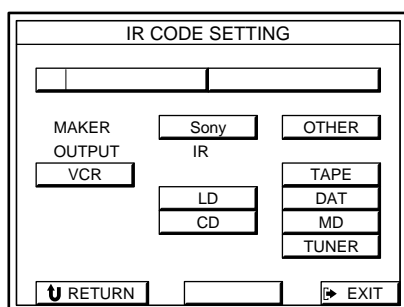 IR CODE SETTING
MAKER Sony OTHER
OUTPUT IR
VCR TAPE
LD DAT
CD MD
TUNER
RETURN EXIT